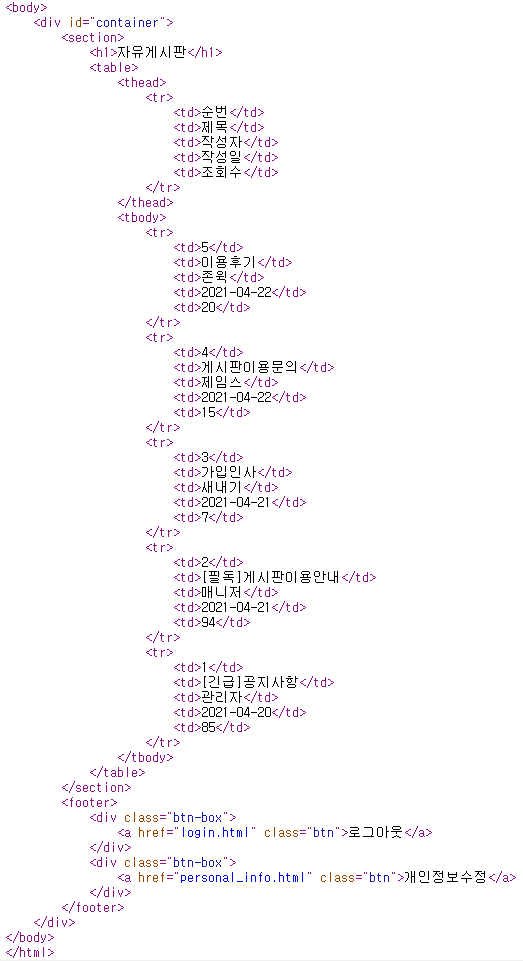 <body>
<div id="container">
<section>
<h1>자유게시판</h1>
<table>
<thead>
<tr>
<td>순번</td>
<td>제목</td>
<td>작성자</td>
<td>작성일</td>
<td>조회수</td>
</tr>
</thead>
<tbody>
<tr>
<td>5</td>
<td>이용후기</td>
<td>존윅</td>
<td>2021-04-22</td>
<td>20</td>
</tr>
<tr>
<td>4</td>
<td>게시판이용문의</td>
<td>제임스</td>
<td>2021-04-22</td>
<td>15</td>
</tr>
<tr>
<td>3</td>
<td>가입인사</td>
<td>새내기</td>
<td>2021-04-21</td>
<td>7</td>
</tr>
<tr>
<td>2</td>
<td>[필독]게시판이용안내</td>
<td>매니저</td>
<td>2021-04-21</td>
<td>94</td>
</tr>
<tr>
<td>1</td>
<td>[긴급]공지사항</td>
<td>관리자</td>
<td>2021-04-20</td>
<td>85</td>
</tr>
</tbody>
</table>
</section>
<footer>
<div class="btn-box">
<a href="login.html" class="btn">로그아웃</a>
</div>
<div class="btn-box">
<a href="personal_info.html" class="btn">개인정보수정</a>
</div>
</footer>
</div>
</body>
</html>